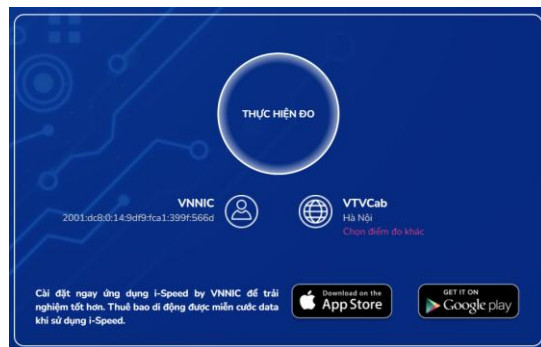 THỰC HIỆN ĐO
VNNIC
2001:dc8:0:14:9df9:fca1:399f:566d
VTVCab
Hà Nội
Chọn điểm đo khác
Cài đặt ngay ứng dụng i-Speed by VNNIC để trải
nghiệm tốt hơn. Thuê bao di động được miễn cước data
khi sử dụng i-Speed.
Download on the
App Store
GET IT ON
Google play